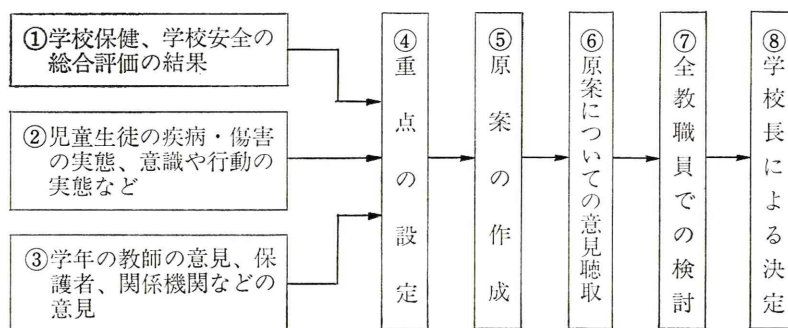 ①学校保健、学校安全の
総合評価の結果
②児童生徒の疾病・傷害
の実態、意識や行動の
実態など
③学年の教師の意見、保
護者、関係機関などの
意見
④重点の設定
⑤原案の作成
⑥原案についての意見聴取
⑦全教職員での検討
⑧学校長による決定